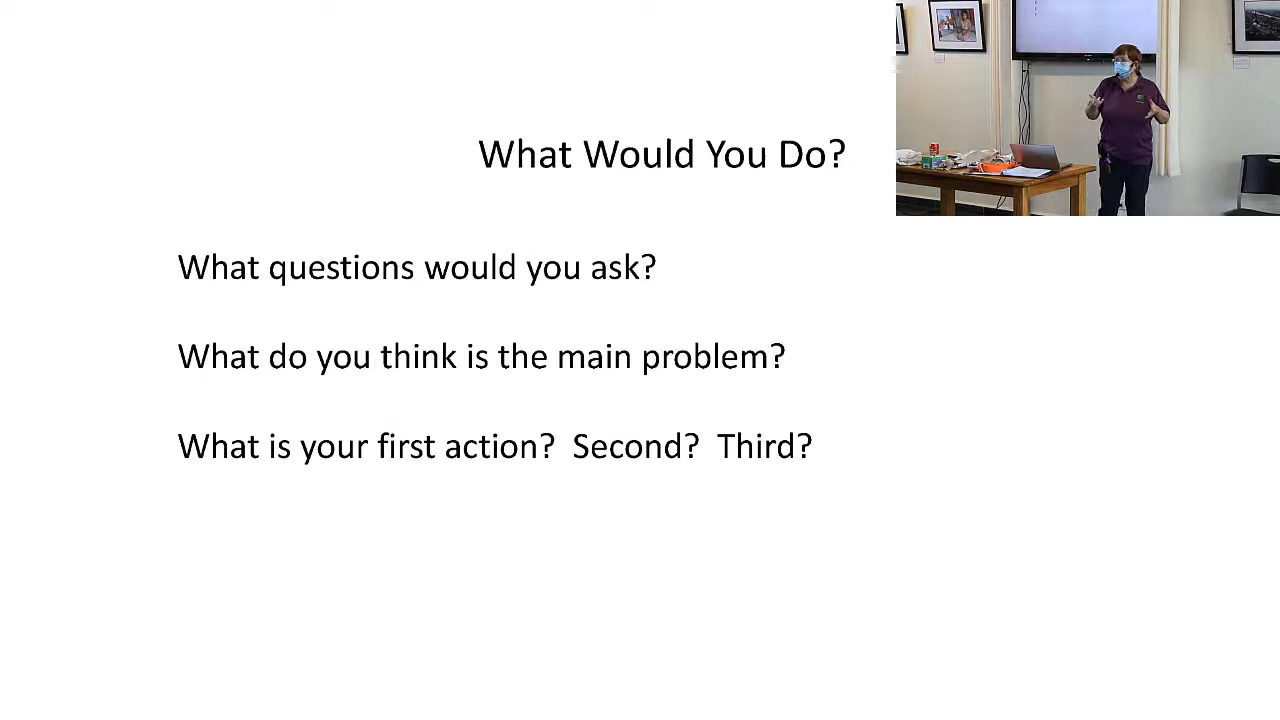 What Would You Do?
What questions would you ask?
What do you think is the main problem?
What is your first action?  Second?  Third?